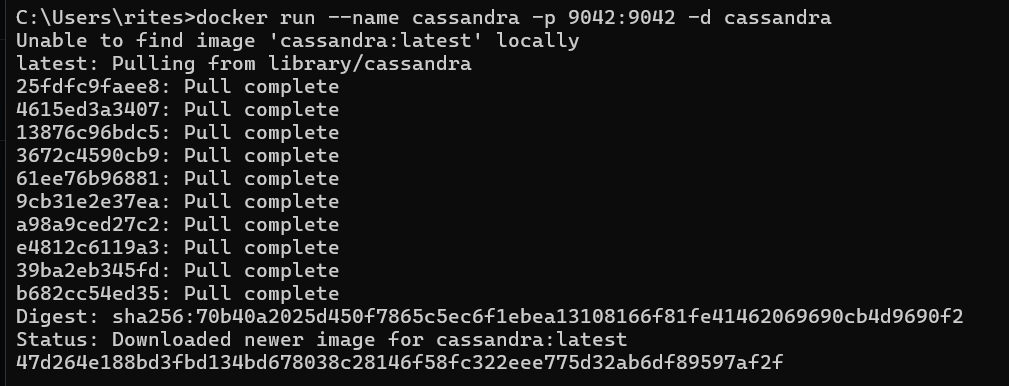 C:\Users\rites>docker run --name cassandra -p 9042:9042 -d cassandra
Unable to find image 'cassandra:latest' locally
latest: Pulling from library/cassandra
25fdfc9faee8: Pull complete
4615ed3a3407: Pull complete
13876c96bdc5: Pull complete
3672c4590cb9: Pull complete
61ee76b96881: Pull complete
9cb31e2e37ea: Pull complete
a98a9ced27c2: Pull complete
e4812c6119a3: Pull complete
39ba2eb345fd: Pull complete
b682cc54ed35: Pull complete
Digest: sha256:70b40a2025d450f7865c5ec6f1ebea13108166f81fe41462069690cb4d9690f2
Status: Downloaded newer image for cassandra:latest
47d264e188bd3fbd134bd678038c28146f58fc322eee775d32ab6df89597af2f